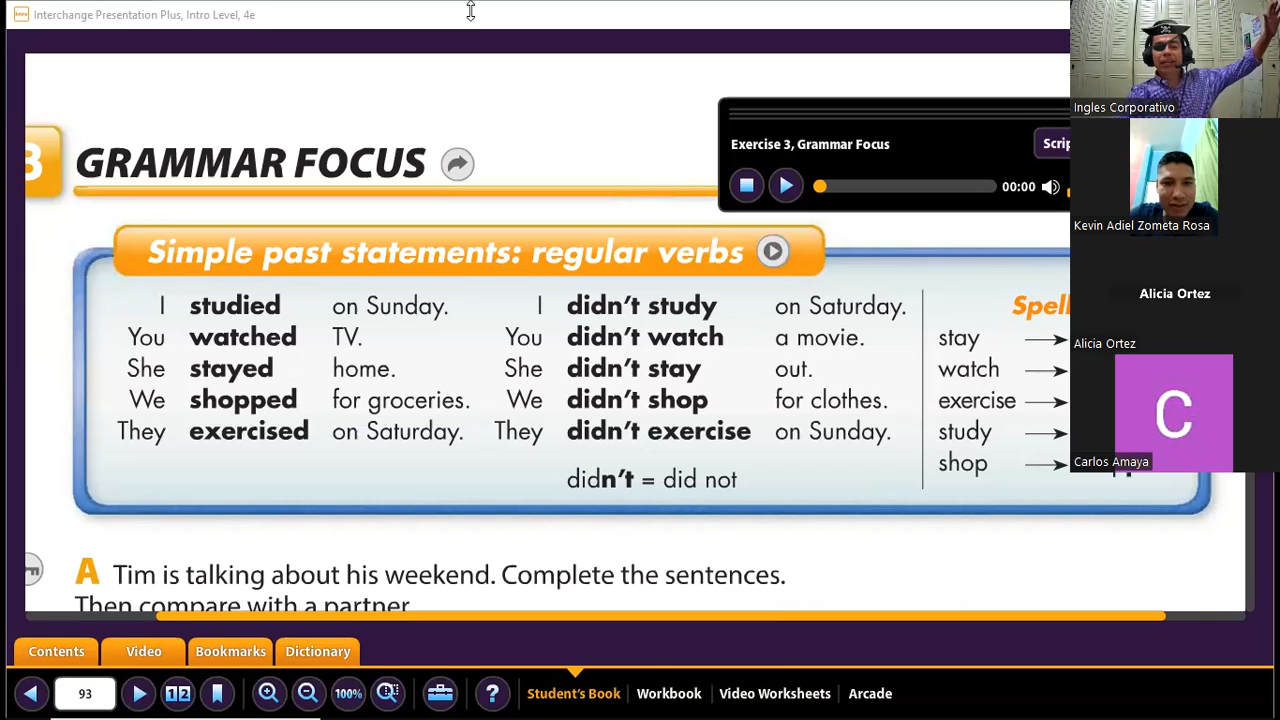 Interchange Presentation Plus, Intro Level, 4e
3 GRAMMAR FOCUS
Exercise 3, Grammar Focus
00:00
Simple past statements: regular verbs
I studied on Sunday. I didn't study on Saturday.
You watched TV. You didn't watch a movie. stay
She stayed home. She didn't stay out. watch
We shopped for groceries. We didn't shop for clothes. exercise
They exercised on Saturday. They didn't exercise on Sunday. study
shop
didn't = did not
A Tim is talking about his weekend. Complete the sentences.
Then compare with a partner
Ingles Corporativo
Kevin Adiel Zometa Rosa
Alicia Ortez
Alicia Ortez
C
Carlos Amaya
Contents Video Bookmarks Dictionary
93 12 100% ? Student's Book Workbook Video Worksheets Arcade